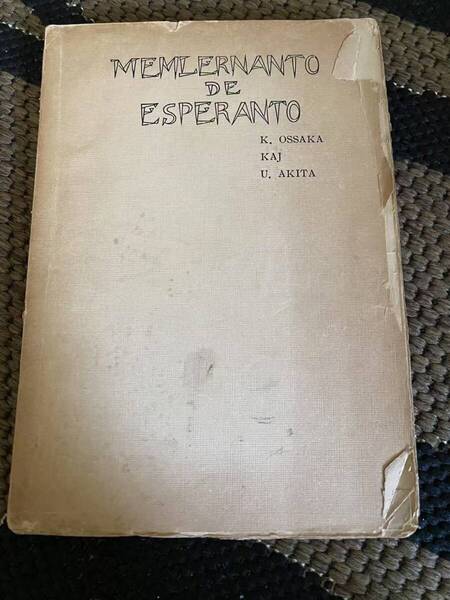 MEMLERNANTO
DE
ESPERANTO
K. OSSAKA
KAJ
U. AKITA